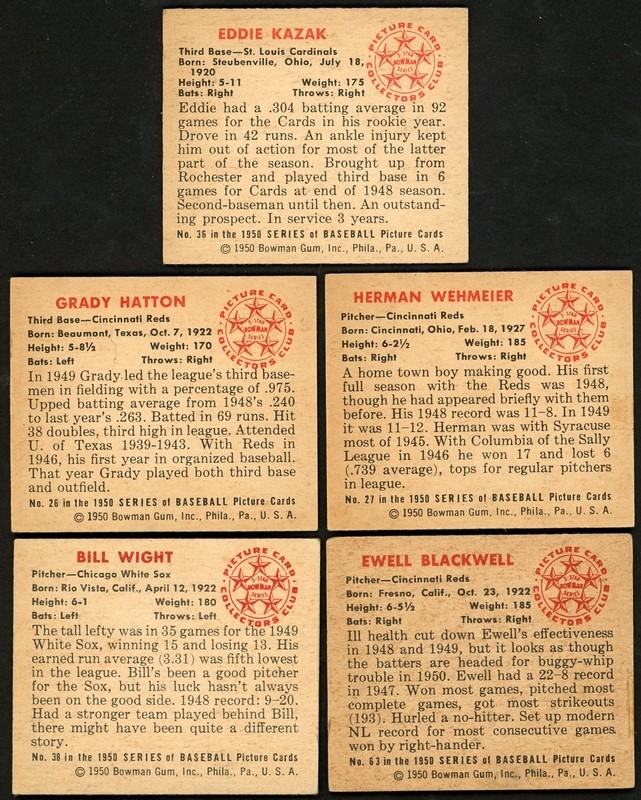 EDDIE KAZAK
Third Base—St. Louis Cardinals
Born: Steubenville, Ohio, July 18,
1920
Height: 5-11 Weight: 175
Bats: Right Throws: Right
PICTURE CARD COLLECTORS CLUB
5-STAR
BOWMAN
SERIES
Eddie had a .304 batting average in 92
games for the Cards in his rookie year.
Drove in 42 runs. An ankle injury kept
him out of action for most of the latter
part of the season. Brought up from
Rochester and played third base in 6
games for Cards at end of 1948 season.
Second-baseman until then. An outstand-
ing prospect. In service 3 years.
No. 36 in the 1950 SERIES of BASEBALL Picture Cards
© 1950 Bowman Gum, Inc., Phila., Pa., U. S. A.
GRADY HATTON
Third Base—Cincinnati Reds
Born: Beaumont, Texas, Oct. 7, 1922
Height: 5-8½ Weight: 170
Bats: Left Throws: Right
PICTURE CARD COLLECTORS CLUB
5-STAR
BOWMAN
SERIES
In 1949 Grady led the league's third base-
men in fielding with a percentage of .975.
Upped batting average from 1948's .240
to last year's .263. Batted in 69 runs. Hit
38 doubles, third high in league. Attended
U. of Texas 1939-1943. With Reds in
1946, his first year in organized baseball.
That year Grady played both third base
and outfield.
No. 26 in the 1950 SERIES of BASEBALL Picture Cards
© 1950 Bowman Gum, Inc., Phila., Pa., U. S. A.
HERMAN WEHMEIER
Pitcher—Cincinnati Reds
Born: Cincinnati, Ohio, Feb. 18, 1927
Height: 6-2½ Weight: 185
Bats: Right Throws: Right
PICTURE CARD COLLECTORS CLUB
5-STAR
BOWMAN
SERIES
A home town boy making good. His first
full season with the Reds was 1948,
though he had appeared briefly with them
before. His 1948 record was 11-8. In 1949
it was 11-12. Herman was with Syracuse
most of 1945. With Columbia of the Sally
League in 1946 he won 17 and lost 6
(.739 average), tops for regular pitchers
in league.
No. 27 in the 1950 SERIES of BASEBALL Picture Cards
© 1950 Bowman Gum, Inc., Phila., Pa., U. S. A.
BILL WIGHT
Pitcher—Chicago White Sox
Born: Rio Vista, Calif., April 12, 1922
Height: 6-1 Weight: 180
Bats: Left Throws: Left
PICTURE CARD COLLECTORS CLUB
5-STAR
BOWMAN
SERIES
The tall lefty was in 35 games for the 1949
White Sox, winning 15 and losing 13. His
earned run average (3.31) was fifth lowest
in the league. Bill's been a good pitcher
for the Sox, but his luck hasn't always
been on the good side. 1948 record: 9-20.
Had a stronger team played behind Bill,
there might have been quite a different
story.
No. 38 in the 1950 SERIES of BASEBALL Picture Cards
© 1950 Bowman Gum, Inc., Phila., Pa., U. S. A.
EWELL BLACKWELL
Pitcher—Cincinnati Reds
Born: Fresno, Calif., Oct. 23, 1922
Height: 6-5½ Weight: 185
Bats: Right Throws: Right
PICTURE CARD COLLECTORS CLUB
5-STAR
BOWMAN
SERIES
Ill health cut down Ewell's effectiveness
in 1948 and 1949, but it looks as though
the batters are headed for buggy-whip
trouble in 1950. Ewell had a 22-8 record
in 1947. Won most games, pitched most
complete games, got most strikeouts
(193). Hurled a no-hitter. Set up modern
NL record for most consecutive games
won by right-hander.
No. 63 in the 1950 SERIES of BASEBALL Picture Cards
© 1950 Bowman Gum, Inc., Phila., Pa., U. S. A.